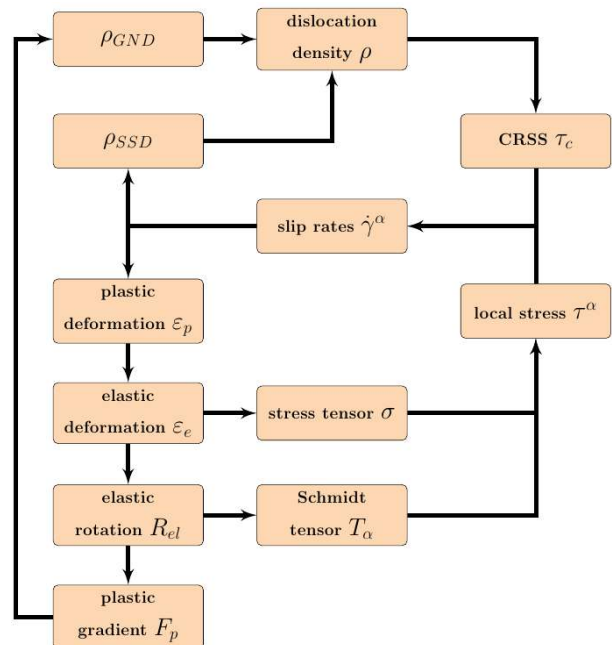 ρ_GND
dislocation
density ρ
ρ_SSD
CRSS τ_c
slip rates γ̇^α
plastic
deformation ε_p
local stress τ^α
elastic
deformation ε_e
stress tensor σ
elastic
rotation R_el
Schmidt
tensor T_α
plastic
gradient F_p